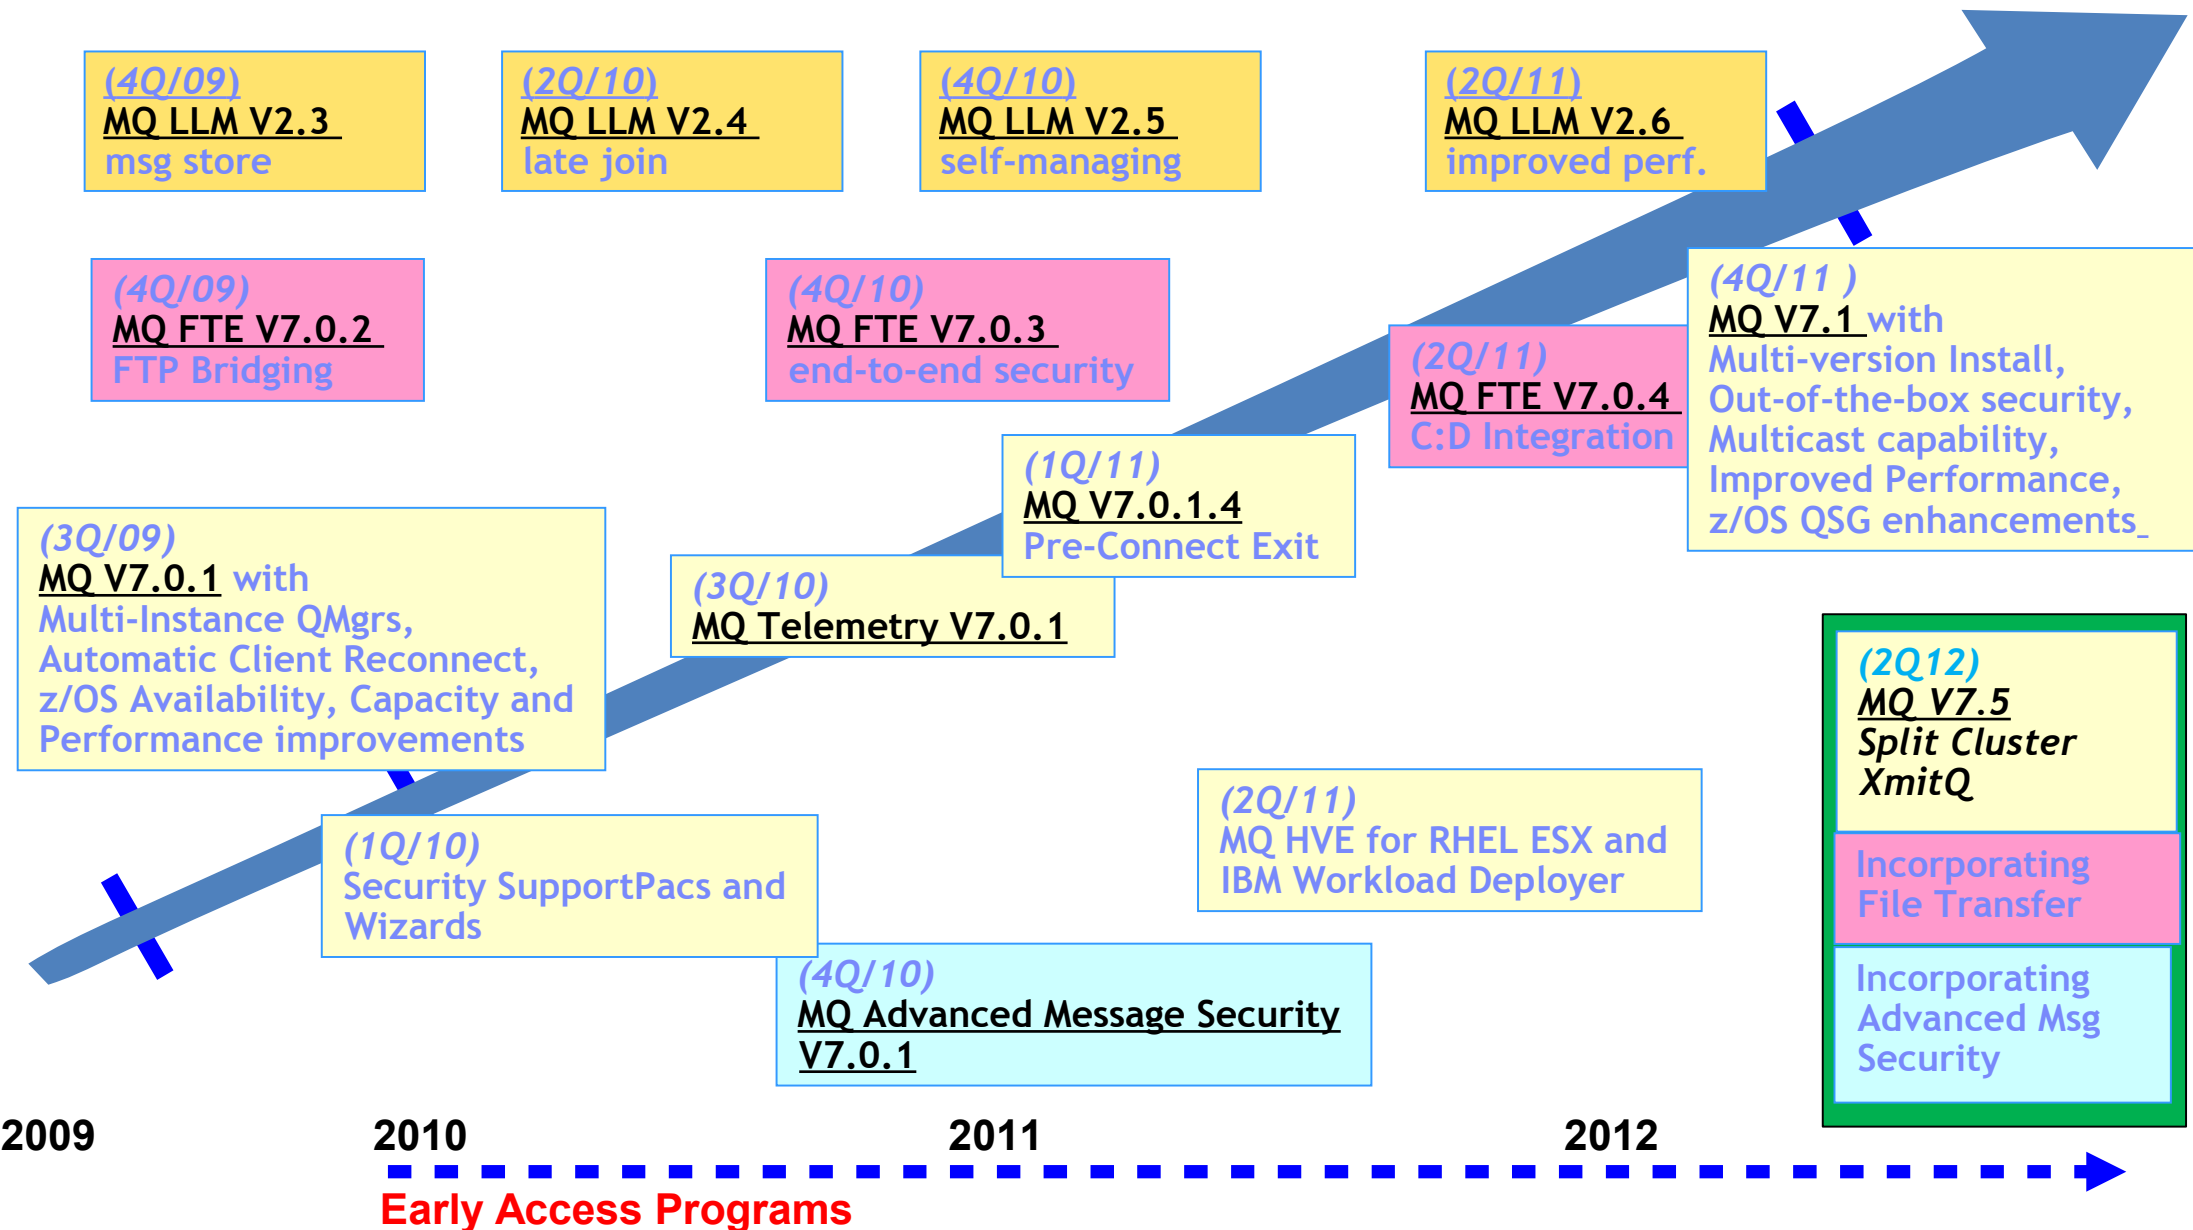 (4Q/09)
MQ LLM V2.3
msg store
(2Q/10)
MQ LLM V2.4
late join
(4Q/10)
MQ LLM V2.5
self-managing
(2Q/11)
MQ LLM V2.6
improved perf.
(4Q/09)
MQ FTE V7.0.2
FTP Bridging
(4Q/10)
MQ FTE V7.0.3
end-to-end security
(2Q/11)
MQ FTE V7.0.4
C:D Integration
(4Q/11 )
MQ V7.1 with
Multi-version Install,
Out-of-the-box security,
Multicast capability,
Improved Performance,
z/OS QSG enhancements_
(3Q/09)
MQ V7.0.1 with
Multi-Instance QMgrs,
Automatic Client Reconnect,
z/OS Availability, Capacity and
Performance improvements
(3Q/10)
MQ Telemetry V7.0.1
(1Q/11)
MQ V7.0.1.4
Pre-Connect Exit
(1Q/10)
Security SupportPacs and
Wizards
(2Q/11)
MQ HVE for RHEL ESX and
IBM Workload Deployer
(4Q/10)
MQ Advanced Message Security
V7.0.1
(2Q12)
MQ V7.5
Split Cluster
XmitQ
Incorporating
File Transfer
Incorporating
Advanced Msg
Security
2009
2010
2011
2012
Early Access Programs